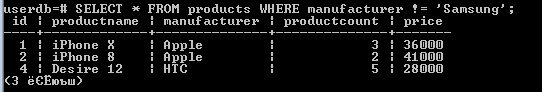 userdb=# SELECT * FROM products WHERE manufacturer != 'Samsung';
id | productname | manufacturer | productcount | price
----+-------------+--------------+--------------+-------
1 | iPhone X | Apple | 3 | 36000
2 | iPhone 8 | Apple | 2 | 41000
4 | Desire 12 | HTC | 5 | 28000
(3 ёЄЁюъш)